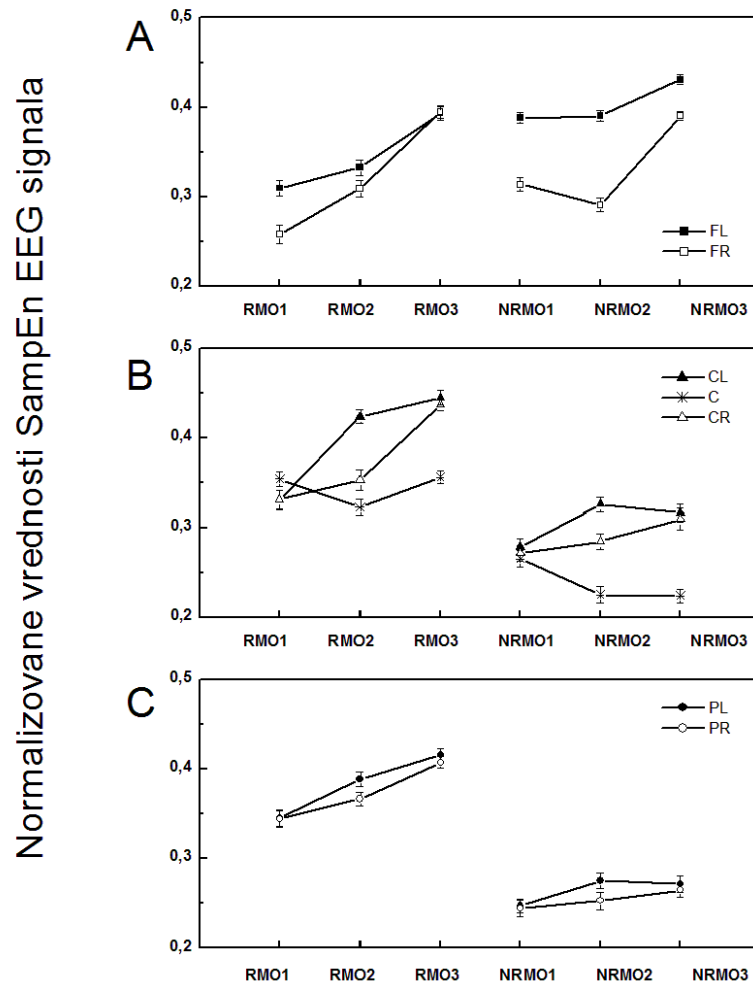 Normalizovane vrednosti SampEn EEG signala
A
0,5
0,4
0,3
0,2
FL
FR
RMO1 RMO2 RMO3 NRMO1 NRMO2 NRMO3
B
0,5
0,4
0,3
0,2
CL
C
CR
RMO1 RMO2 RMO3 NRMO1 NRMO2 NRMO3
C
0,5
0,4
0,3
0,2
PL
PR
RMO1 RMO2 RMO3 NRMO1 NRMO2 NRMO3